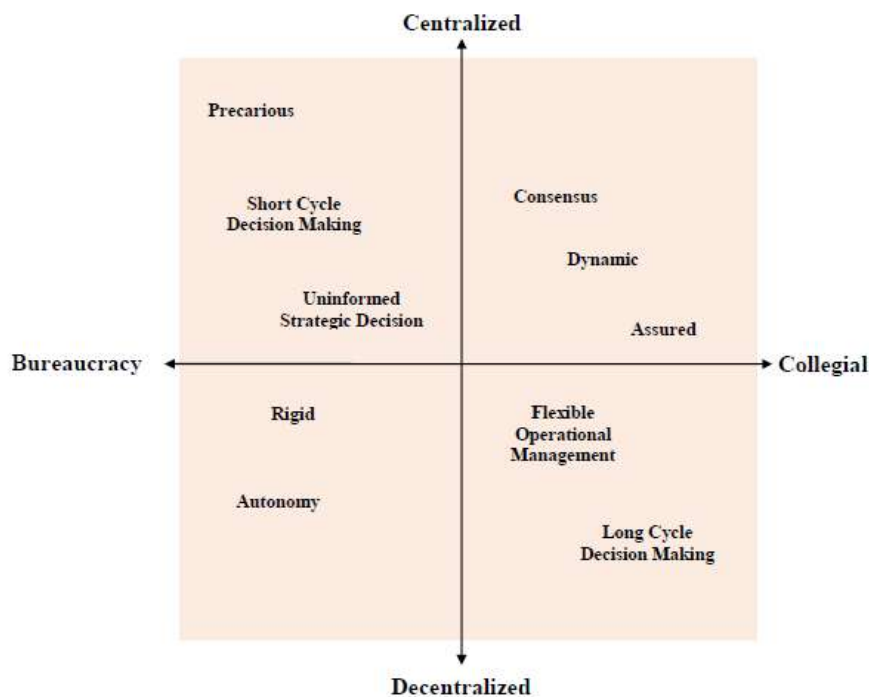 Centralized
Precarious
Short Cycle
Decision Making
Consensus
Dynamic
Uninformed
Strategic Decision
Assured
Bureaucracy
Collegial
Rigid
Flexible
Operational
Management
Autonomy
Long Cycle
Decision Making
Decentralized